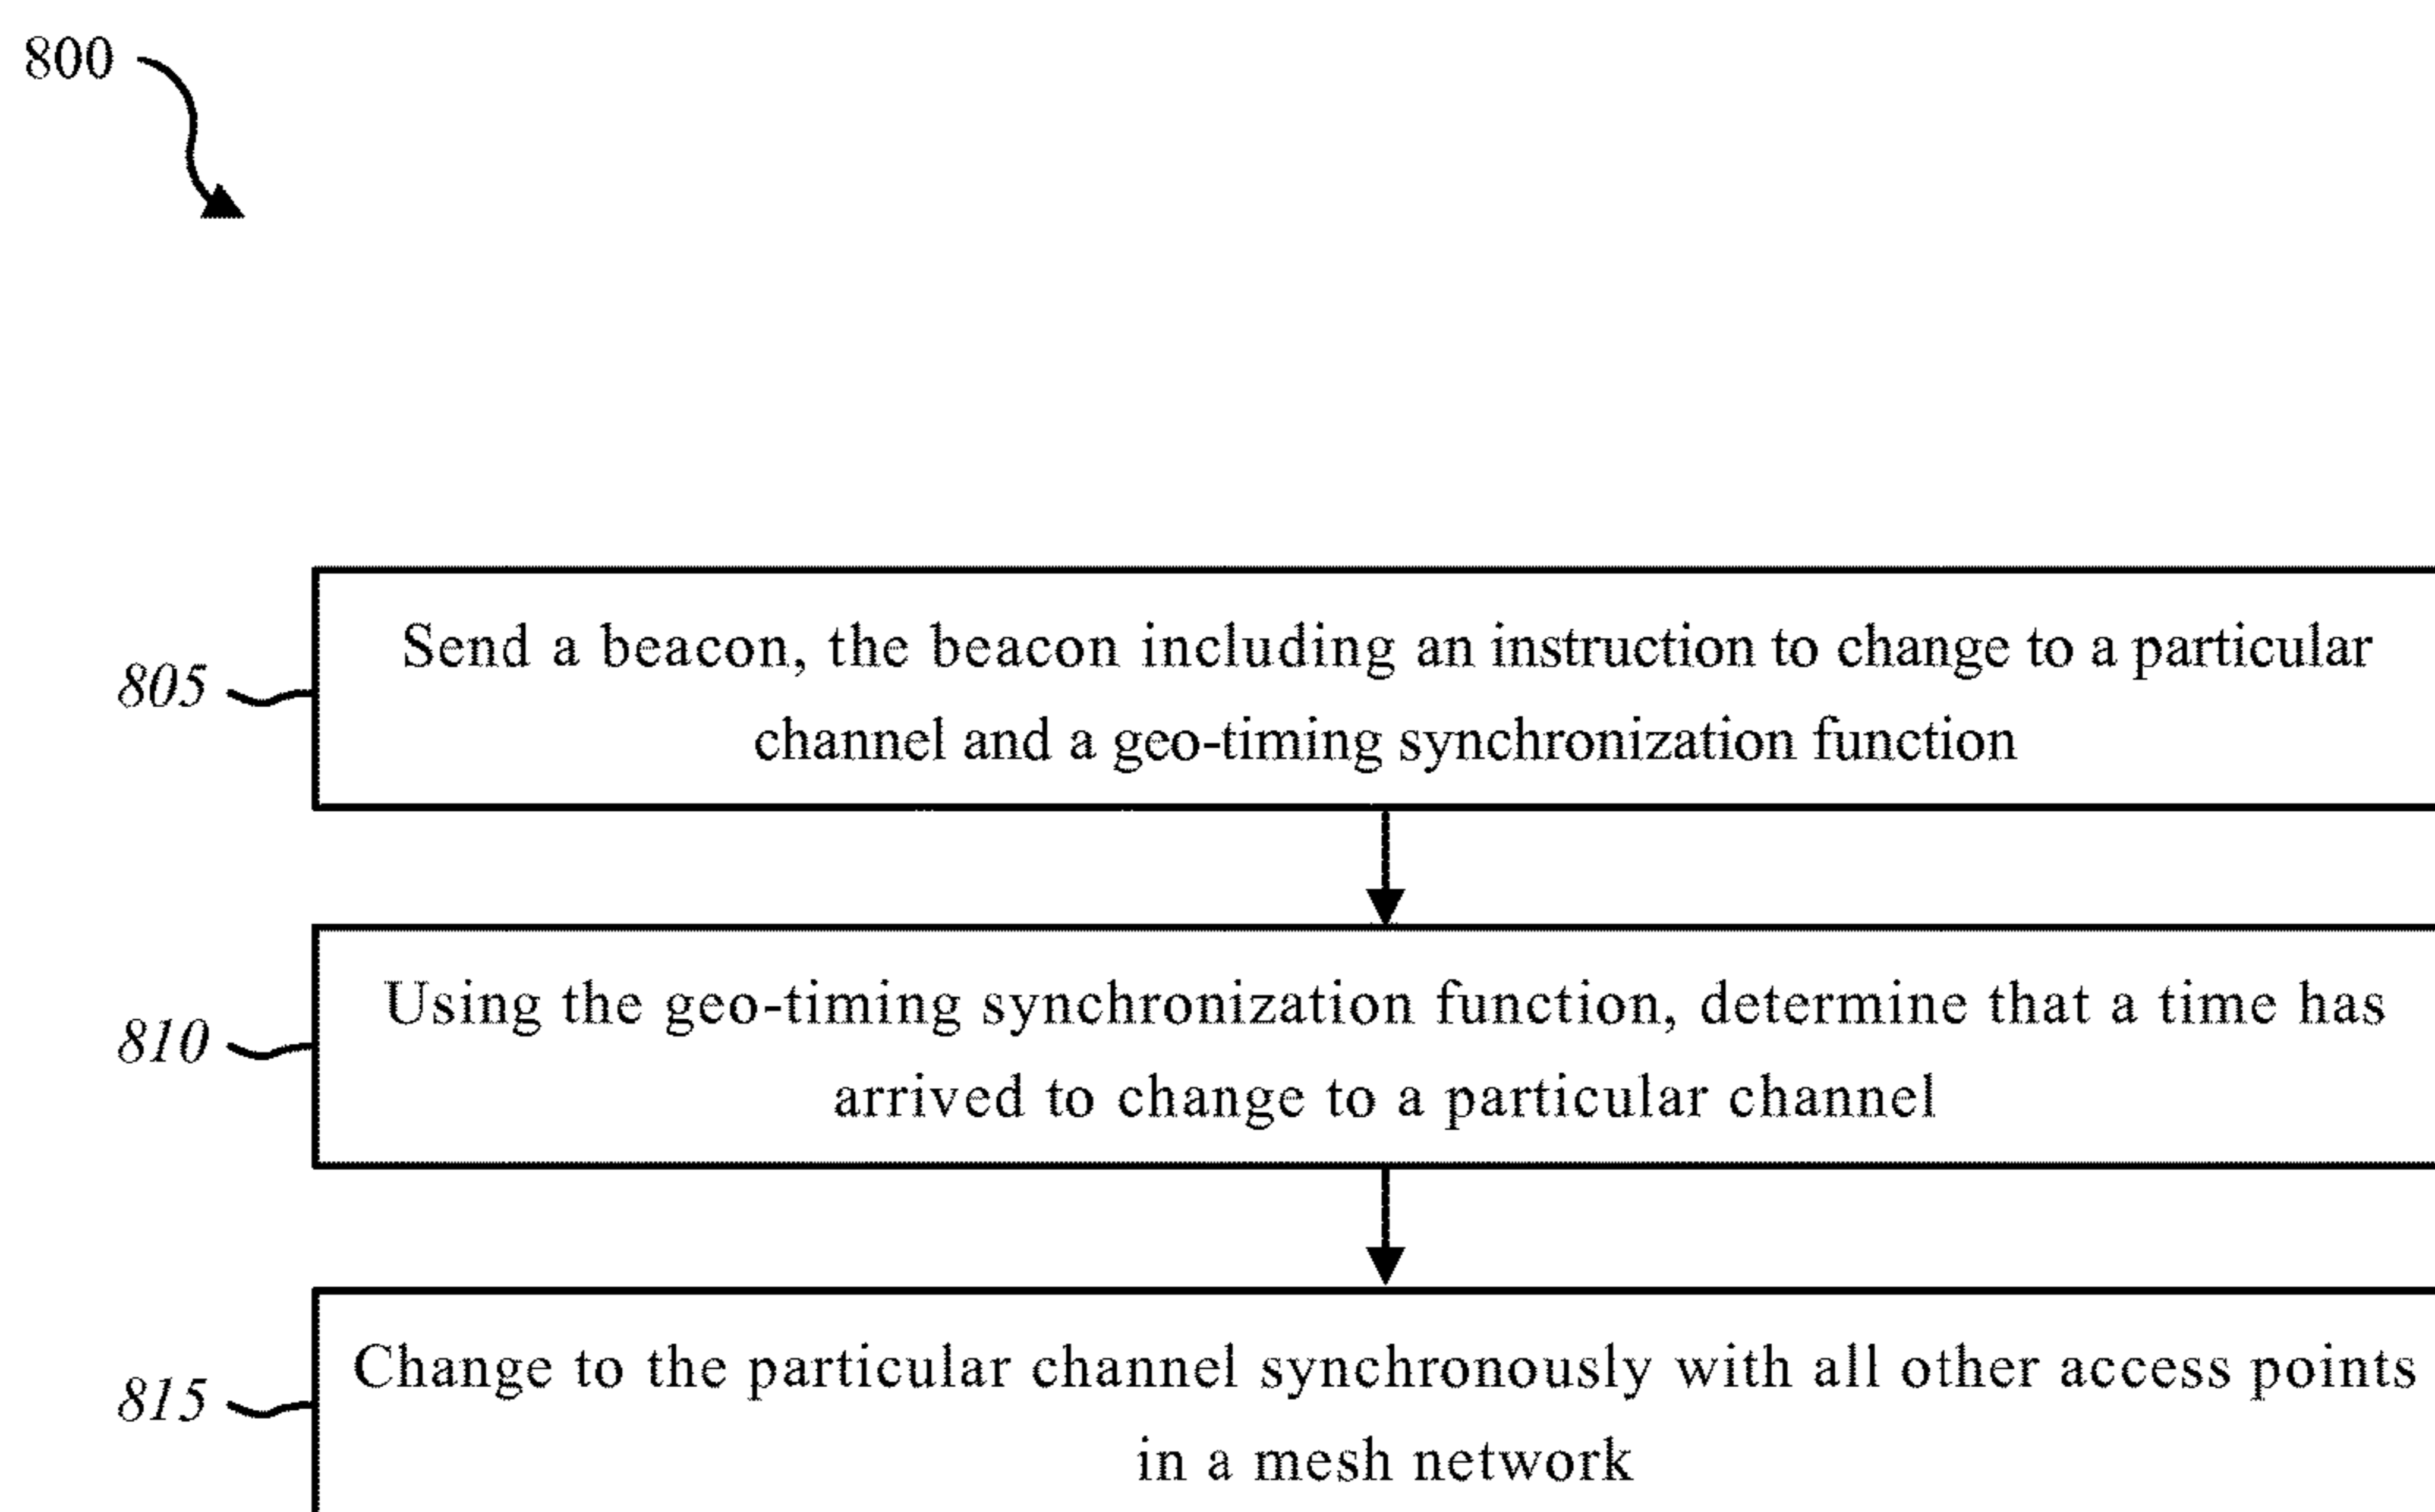 800
805
Send a beacon, the beacon including an instruction to change to a particular
channel and a geo-timing synchronization function
810
Using the geo-timing synchronization function, determine that a time has
arrived to change to a particular channel
815
Change to the particular channel synchronously with all other access points
in a mesh network